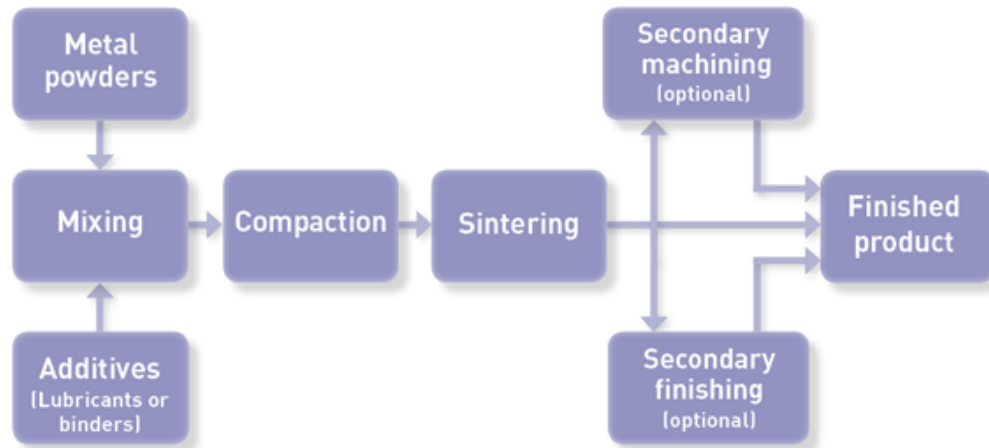 Metal
powders
Mixing
Additives
(Lubricants or
binders)
Compaction
Sintering
Secondary
machining
(optional)
Secondary
finishing
(optional)
Finished
product